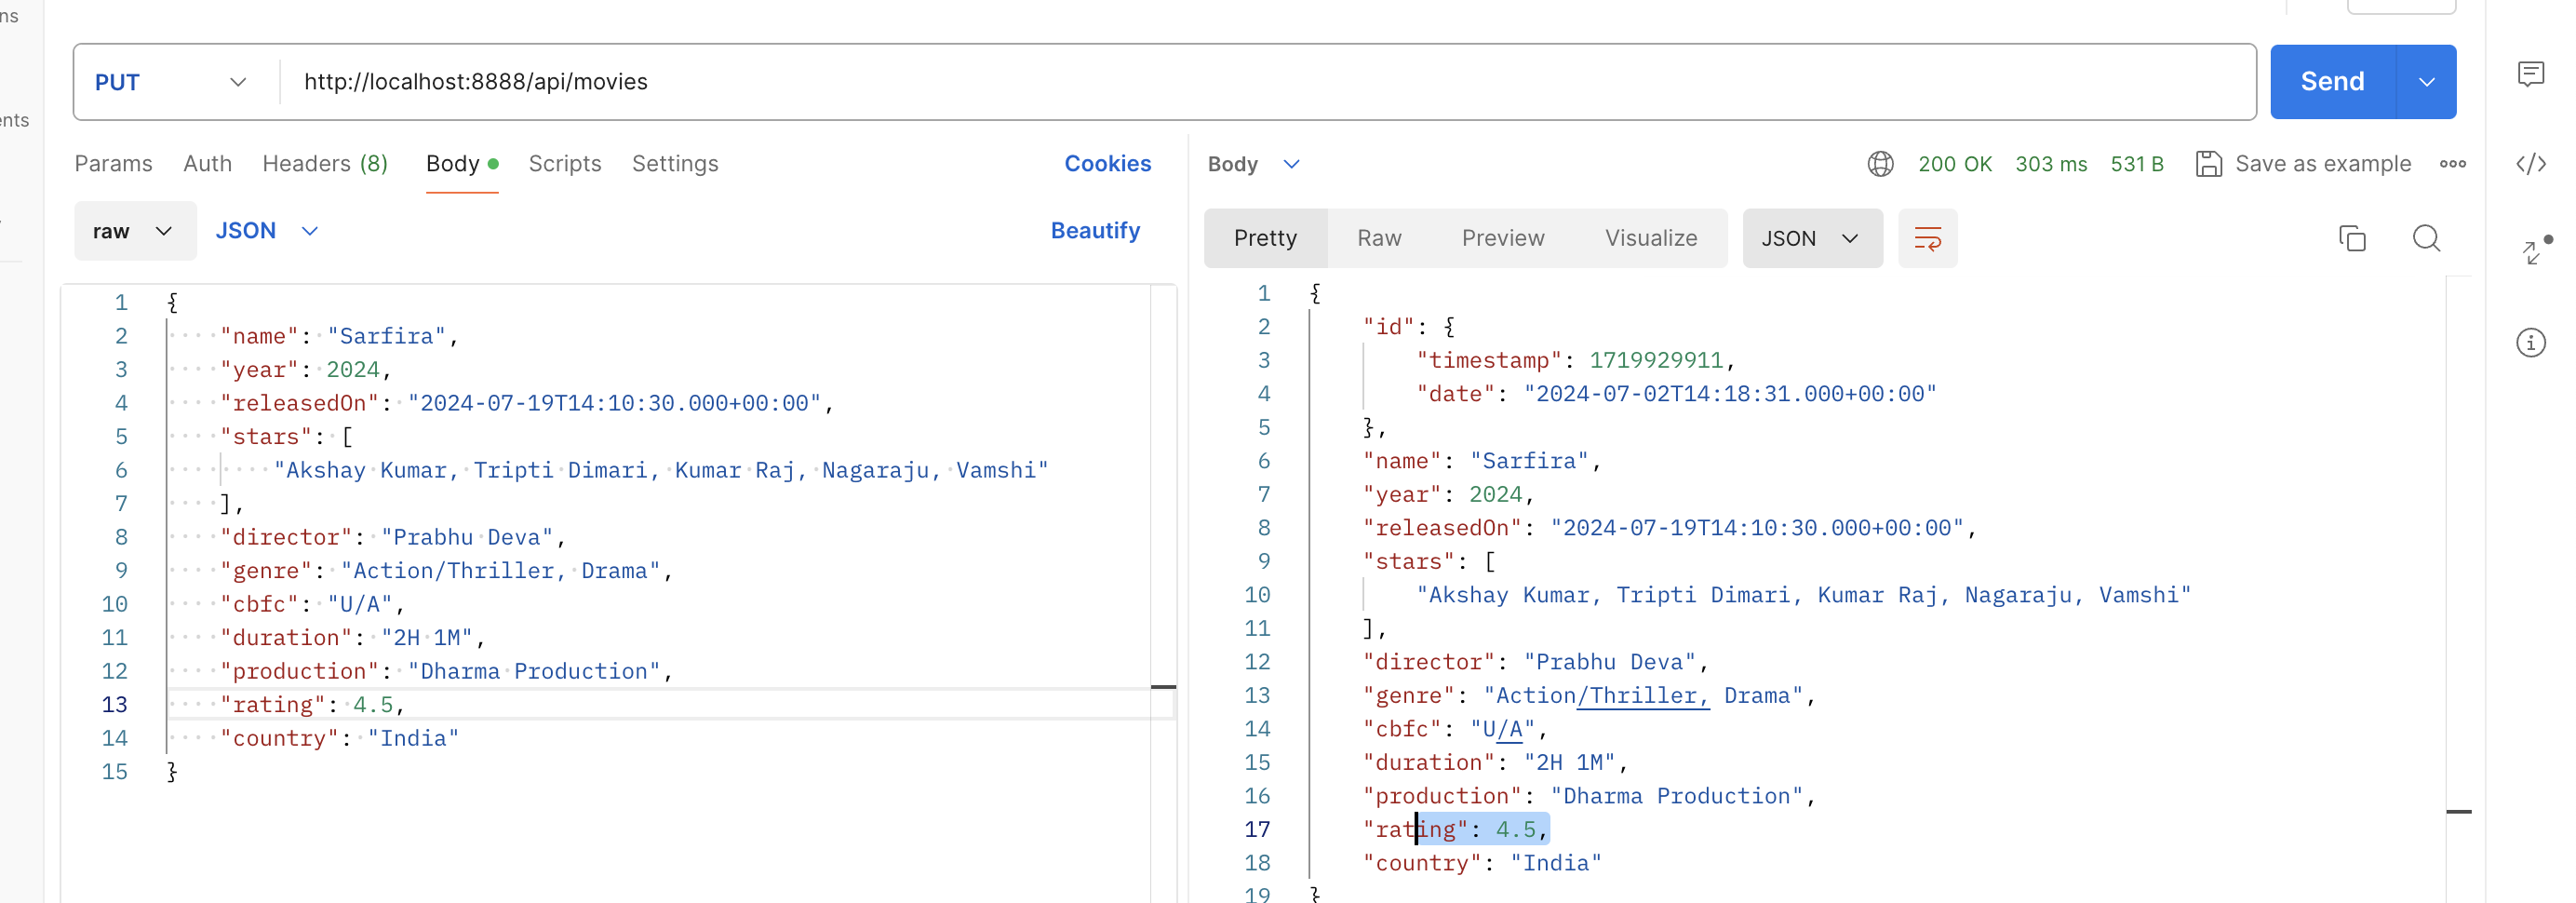 ns
ents
PUT
http://localhost:8888/api/movies
Send
Params Auth Headers (8) Body Scripts Settings Cookies
raw JSON Beautify
1 {
2 "name": "Sarfira",
3 "year": 2024,
4 "releasedOn": "2024-07-19T14:10:30.000+00:00",
5 "stars": [
6 "Akshay Kumar, Tripti Dimari, Kumar Raj, Nagaraju, Vamshi"
7 ],
8 "director": "Prabhu Deva",
9 "genre": "Action/Thriller, Drama",
10 "cbfc": "U/A",
11 "duration": "2H 1M",
12 "production": "Dharma Production",
13 "rating": 4.5,
14 "country": "India"
15 }
Body 200 OK 303 ms 531 B Save as example
Pretty Raw Preview Visualize JSON
1 {
2 "id": {
3 "timestamp": 1719929911,
4 "date": "2024-07-02T14:18:31.000+00:00"
5 },
6 "name": "Sarfira",
7 "year": 2024,
8 "releasedOn": "2024-07-19T14:10:30.000+00:00",
9 "stars": [
10 "Akshay Kumar, Tripti Dimari, Kumar Raj, Nagaraju, Vamshi"
11 ],
12 "director": "Prabhu Deva",
13 "genre": "Action/Thriller, Drama",
14 "cbfc": "U/A",
15 "duration": "2H 1M",
16 "production": "Dharma Production",
17 "rating": 4.5,
18 "country": "India"
19 }